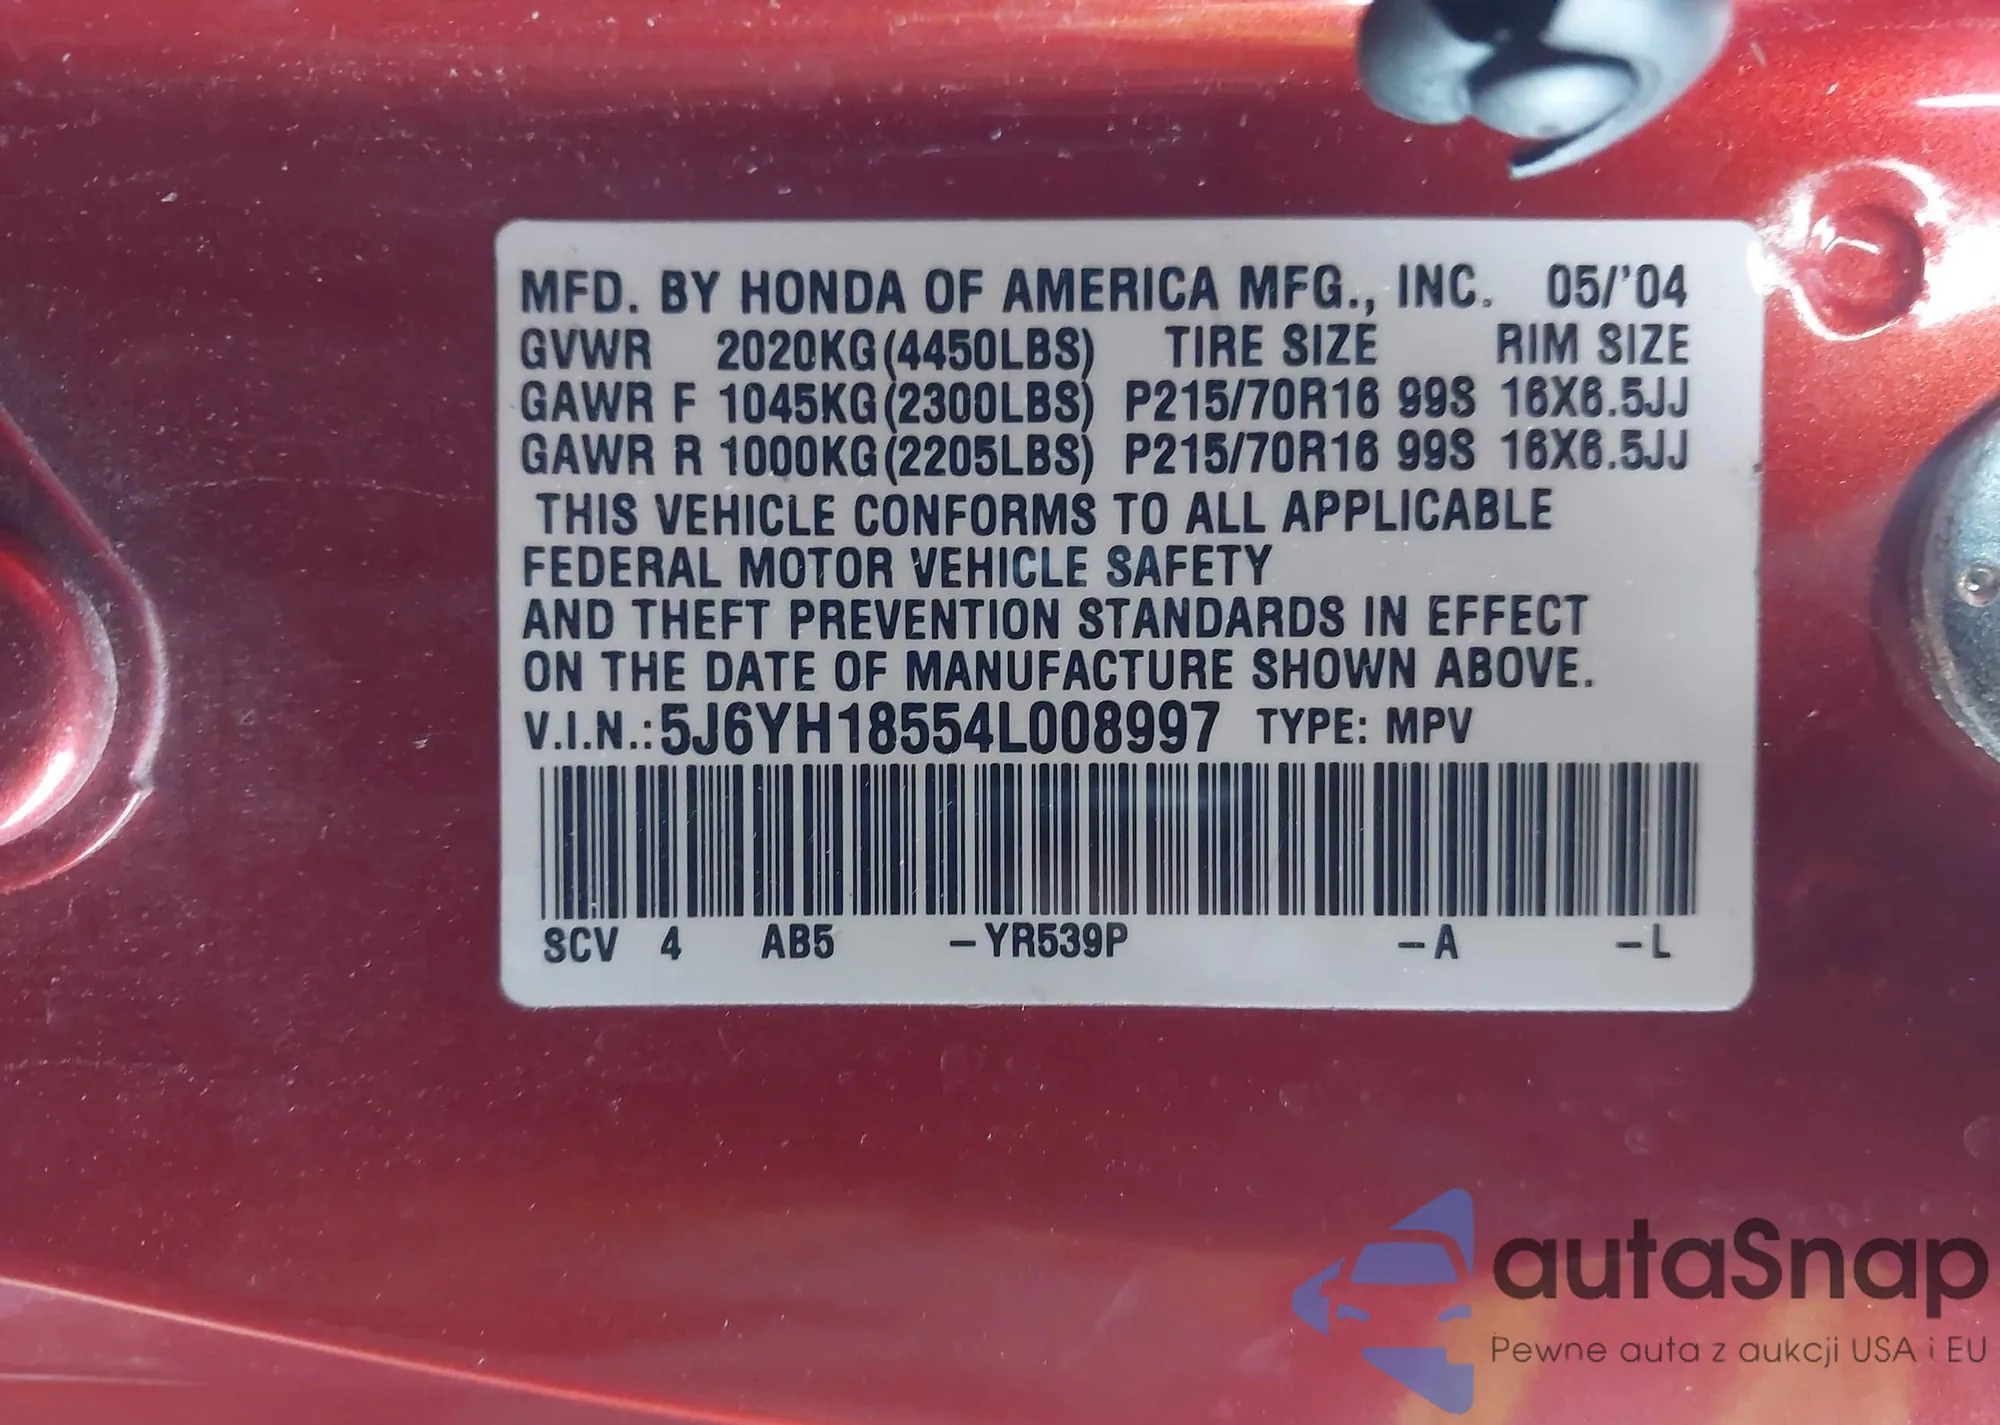 MFD. BY HONDA OF AMERICA MFG., INC. 05/'04
GVWR 2020KG(4450LBS) TIRE SIZE RIM SIZE
GAWR F 1045KG(2300LBS) P215/70R16 99S 16X6.5JJ
GAWR R 1000KG(2205LBS) P215/70R16 99S 16X6.5JJ
THIS VEHICLE CONFORMS TO ALL APPLICABLE
FEDERAL MOTOR VEHICLE SAFETY
AND THEFT PREVENTION STANDARDS IN EFFECT
ON THE DATE OF MANUFACTURE SHOWN ABOVE.
V.I.N.:5J6YH18554L008997 TYPE: MPV
SCV 4 AB5 –YR539P –A –L
autaSnap
Pewne auta z aukcji USA i EU